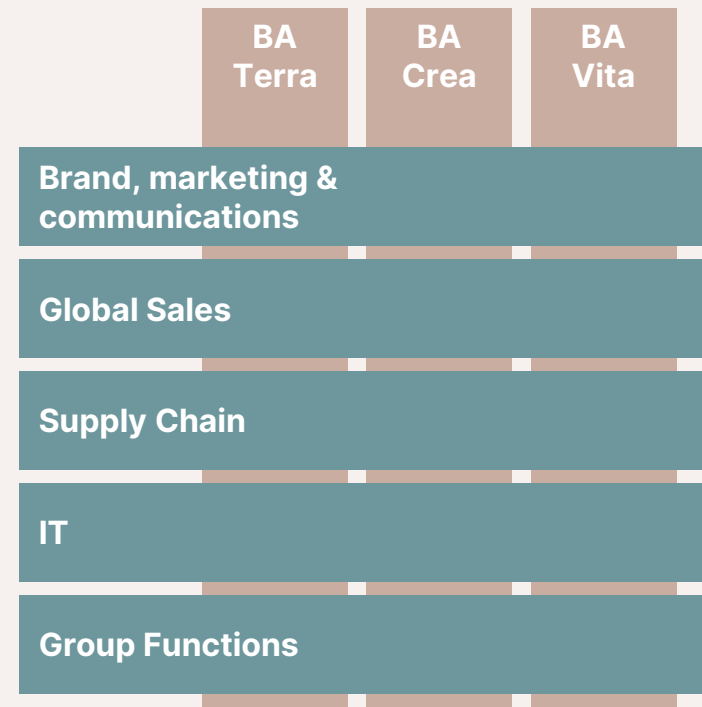 BA
Terra
BA
Crea
BA
Vita
Brand, marketing &
communications
Global Sales
Supply Chain
IT
Group Functions